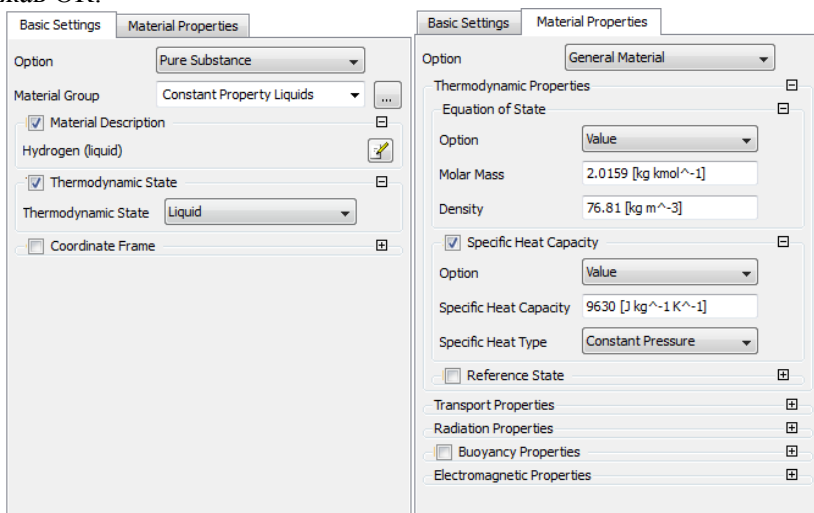 жав OK.
Basic Settings
Material Properties
Option
Pure Substance
Material Group
Constant Property Liquids
...
Material Description
Hydrogen (liquid)
Thermodynamic State
Thermodynamic State
Liquid
Coordinate Frame
Basic Settings
Material Properties
Option
General Material
Thermodynamic Properties
Equation of State
Option
Value
Molar Mass
2.0159 [kg kmol^-1]
Density
76.81 [kg m^-3]
Specific Heat Capacity
Option
Value
Specific Heat Capacity
9630 [J kg^-1 K^-1]
Specific Heat Type
Constant Pressure
Reference State
Transport Properties
Radiation Properties
Buoyancy Properties
Electromagnetic Properties